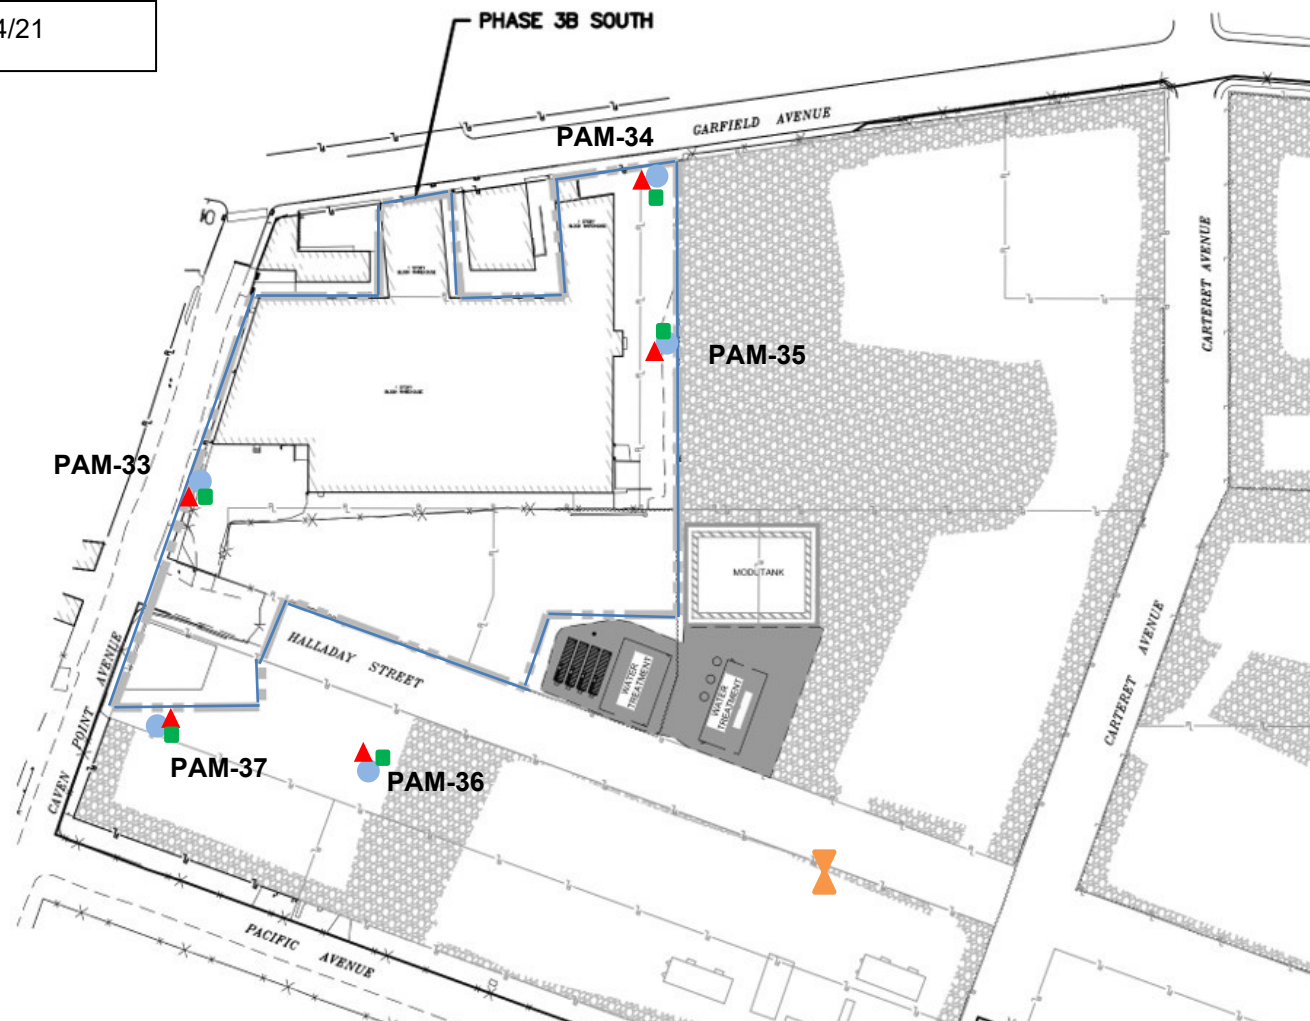 4/21
PHASE 3B SOUTH
GARFIELD AVENUE
PAM-34
CARTERET AVENUE
PAM-35
PAM-33
MODUTANK
HALLADAY STREET
WATER
TREATMENT
WATER
TREATMENT
CAVEN POINT AVENUE
CARTERET AVENUE
PAM-37
PAM-36
PACIFIC AVENUE